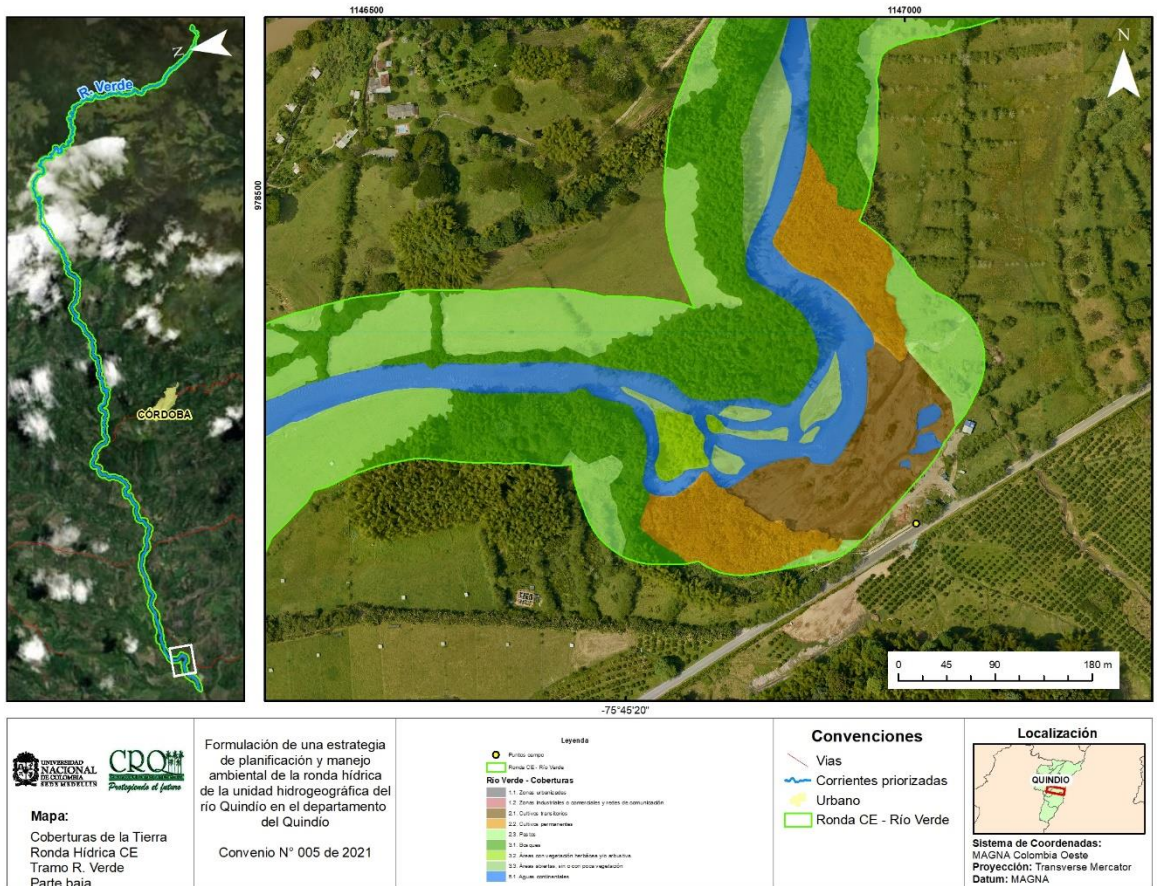 1146500
1147000
N
R. Verde
N
978500
CÓRDOBA
0 45 90 180 m
-75°45'20"
UNIVERSIDAD
NACIONAL
DE COLOMBIA
SEDE MEDELLÍN
CRQ
Protegiendo el futuro
Mapa:
Coberturas de la Tierra
Ronda Hídrica CE
Tramo R. Verde
Parte baja
Formulación de una estrategia
de planificación y manejo
ambiental de la ronda hídrica
de la unidad hidrogeográfica del
río Quindío en el departamento
del Quindío
Convenio N° 005 de 2021
Leyenda
Puntos campo
Ronda CE - Río Verde
Río Verde - Coberturas
1.1. Zonas urbanizadas
1.2. Zonas industriales o comerciales y redes de comunicación
2.1. Cultivos transitorios
2.2. Cultivos permanentes
2.3. Pastos
3.1. Bosques
3.2. Áreas con vegetación herbácea y/o arbustiva
3.3. Áreas abiertas, sin o con poca vegetación
5.1. Aguas continentales
Convenciones
Vias
Corrientes priorizadas
Urbano
Ronda CE - Río Verde
Localización
QUINDIO
Sistema de Coordenadas:
MAGNA Colombia Oeste
Proyección: Transverse Mercator
Datum: MAGNA